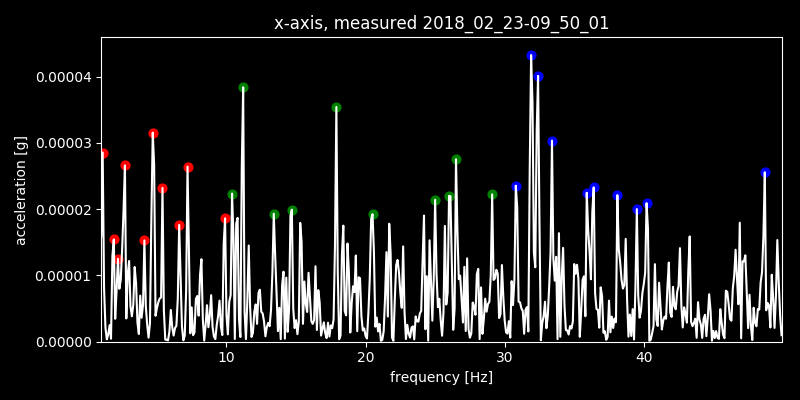 x-axis, measured 2018_02_23-09_50_01
acceleration [g]
0.00004
0.00003
0.00002
0.00001
0.00000
10 20 30 40
frequency [Hz]